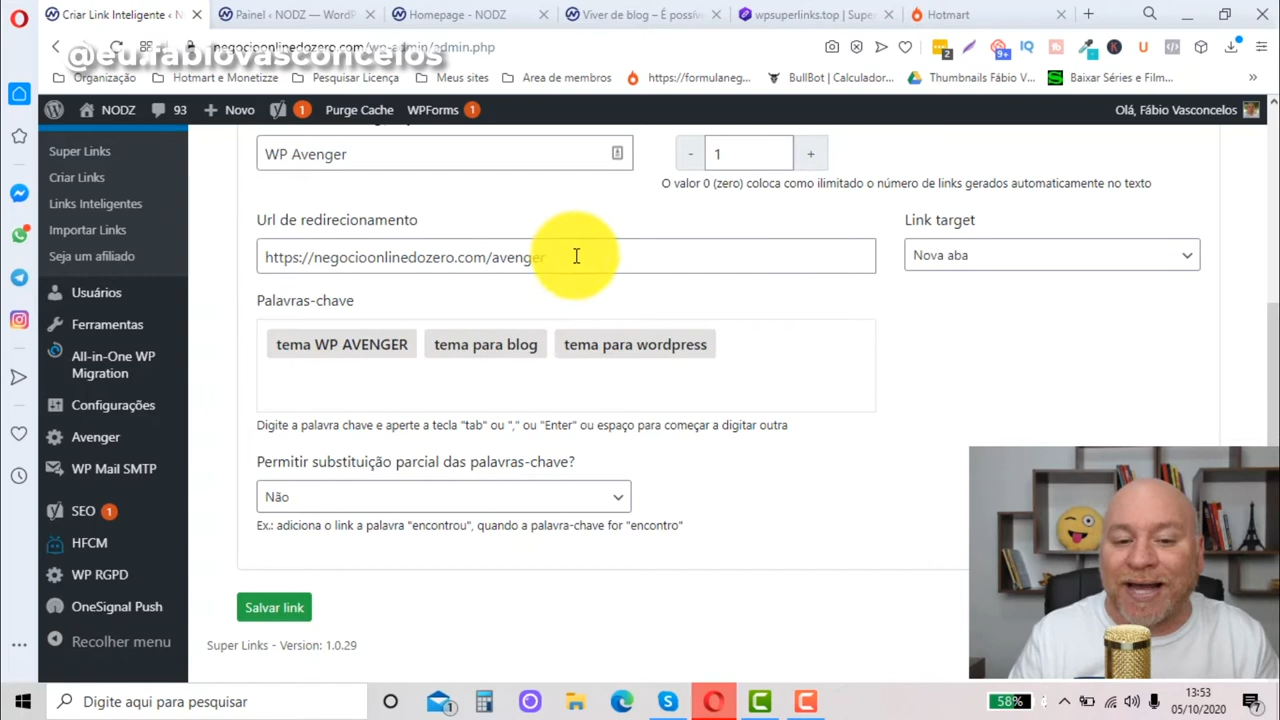 Criar Link Inteligente ‹ N
Painel ‹ NODZ — WordP
Homepage - NODZ
Viver de blog – É possív
wpsuperlinks.top | Supe
Hotmart
@eu.fabiovasconcelos
negocioonlinedozero.com/wp-admin/admin.php
2
9+
IQ
Organização
Hotmart e Monetizze
Pesquisar Licença
Meus sites
Area de membros
https://formulaneg...
BullBot | Calculador...
Thumbnails Fábio V...
Baixar Séries e Film...
NODZ
93
Novo
1
Purge Cache
WPForms 1
Olá, Fábio Vasconcelos
Super Links
Criar Links
Links Inteligentes
Importar Links
Seja um afiliado
Usuários
Ferramentas
All-in-One WP
Migration
Configurações
Avenger
WP Mail SMTP
SEO 1
HFCM
WP RGPD
OneSignal Push
Recolher menu
WP Avenger
- 1 +
O valor 0 (zero) coloca como ilimitado o número de links gerados automaticamente no texto
Url de redirecionamento
Link target
https://negocioonlinedozero.com/avenger
Nova aba
Palavras-chave
tema WP AVENGER
tema para blog
tema para wordpress
Digite a palavra chave e aperte a tecla "tab" ou "," ou "Enter" ou espaço para começar a digitar outra
Permitir substituição parcial das palavras-chave?
Não
Ex.: adiciona o link a palavra "encontrou", quando a palavra-chave for "encontro"
Salvar link
Super Links - Version: 1.0.29
Digite aqui para pesquisar
1
58%
13:53
05/10/2020
7